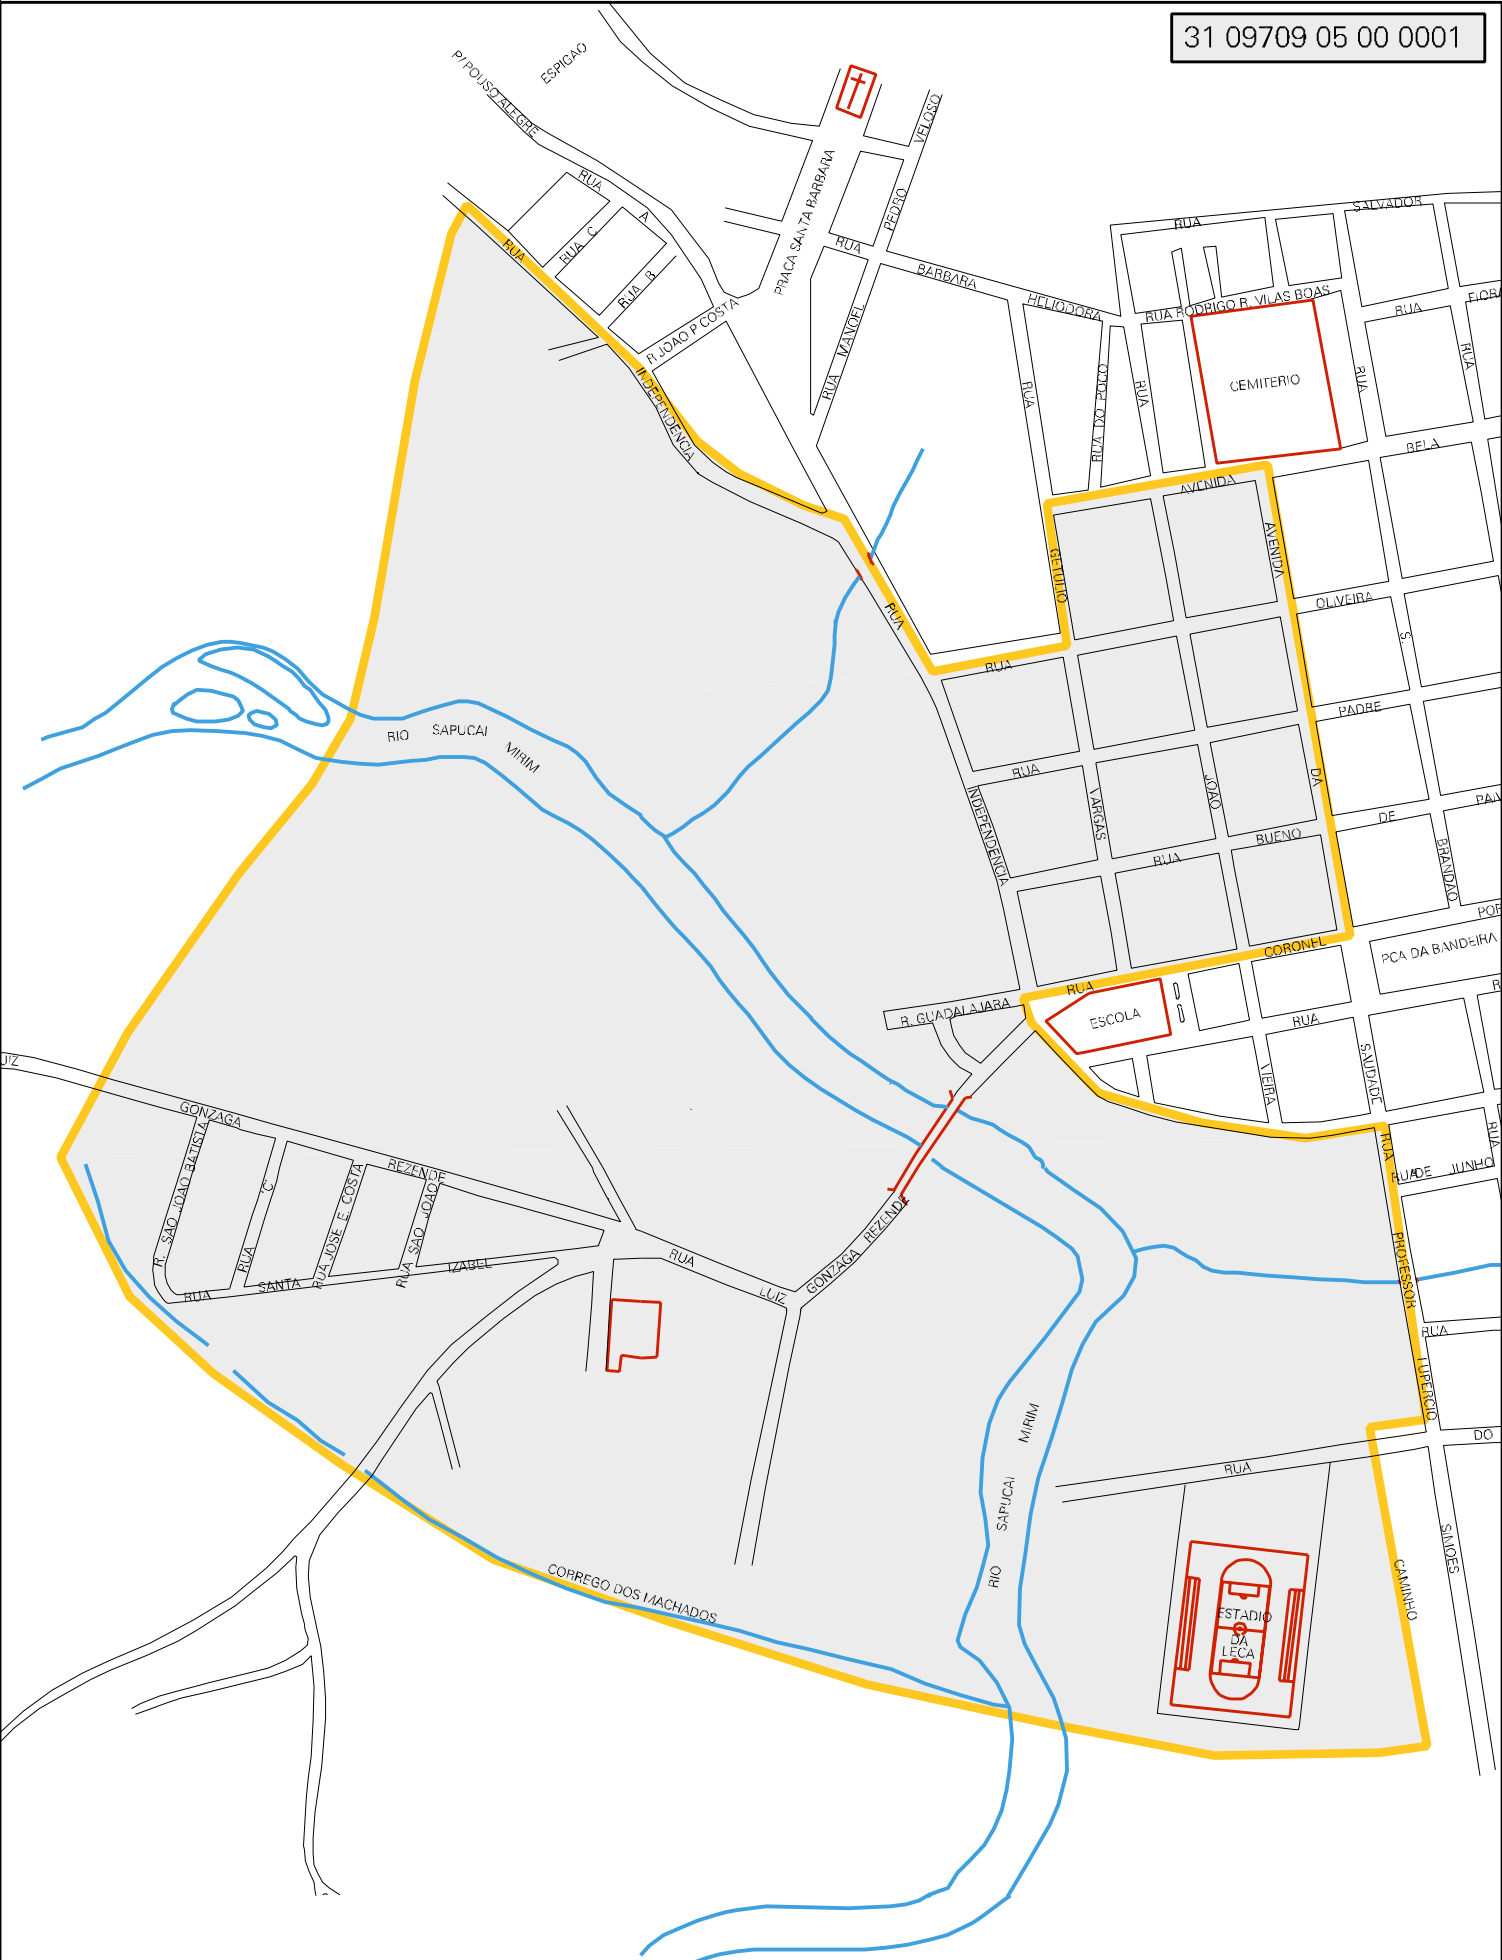 31 09709 05 00 0001
P/ POUSO ALEGRE
ESPIGAO
VELOSO
PRACA SANTA BARBARA
PEDRO
RUA
A
RUA
SALVADOR
RUA
RUA C
RUA
BARBARA
RUA B
HELIODORA
RUA RODRIGO R. VILAS BOAS
RUA
R JOAO P COSTA
RUA MANOEL
RUA
RUA DO POCO
RUA
CEMITERIO
RUA
RUA
INDEPENDENCIA
BELA
AVENIDA
AVENIDA
GETULIO
RUA
OLIVEIRA
S.
RUA
PADRE
RIO SAPUCAI
MIRIM
RUA
DA
INDEPENDENCIA
VARGAS
JOAO
DE
RUA
BUENO
BRANDAO
CORONEL
PCA DA BANDEIRA
RUA
R. GUADALAJARA
ESCOLA
RUA
VIEIRA
SAUDADE
RUA
GONZAGA
R. SAO JOAO BATISTA
RUA 'C'
RUA JOSE E. COSTA
REZENDE
RUA SAO JOAO
RUA
SANTA
IZABEL
RUA
LUIZ
GONZAGA REZENDE
RUA
DE JUNHO
PROFESSOR
RUA
LUPERCIO
DO
RUA
MIRIM
SAPUCAI
RIO
SIMOES
CAMINHO
CORREGO DOS MACHADOS
ESTADIO
DA
LECA